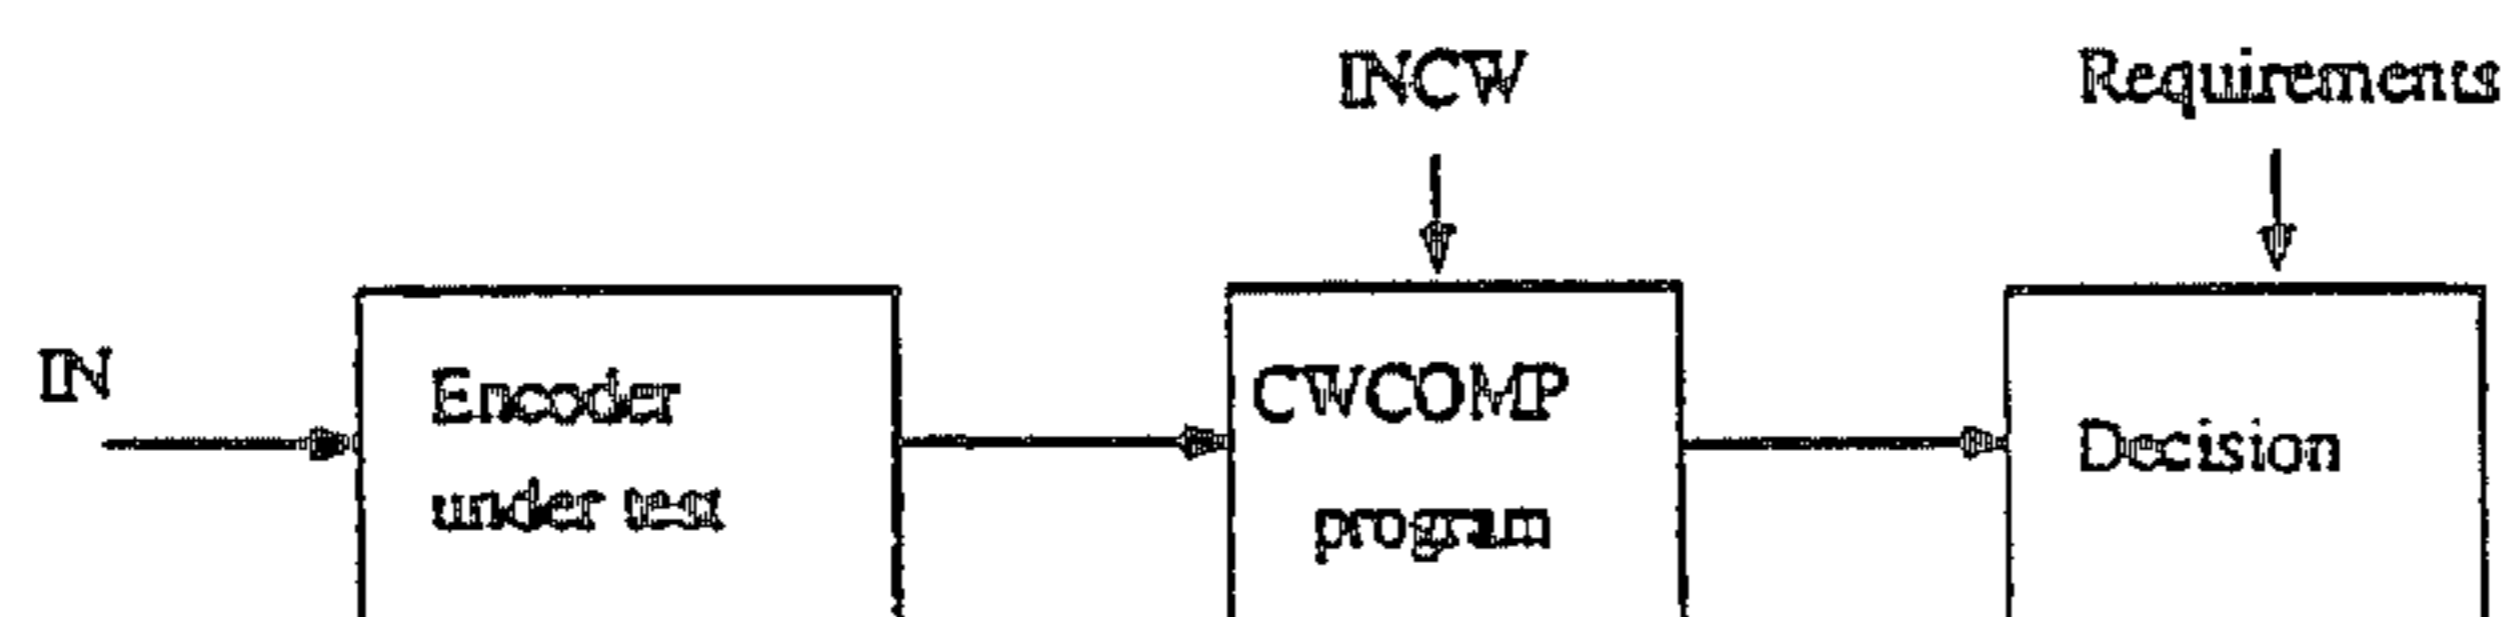 INCW
Requirements
IN
Encoder
under test
CWCOMP
program
Decision